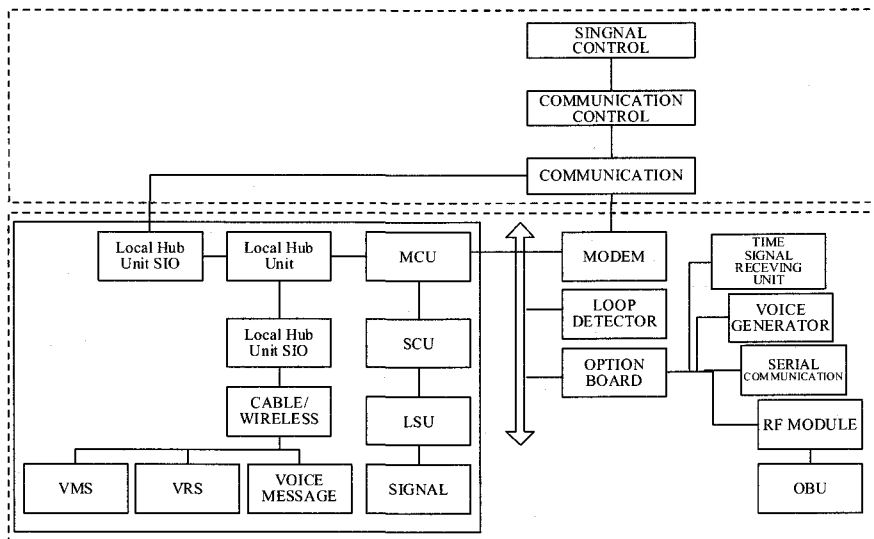 SINGNAL
CONTROL
COMMUNICATION
CONTROL
COMMUNICATION
Local Hub
Unit SIO
Local Hub
Unit
MCU
MODEM
TIME
SIGNAL
RECEVING
UNIT
Local Hub
Unit SIO
SCU
LOOP
DETECTOR
VOICE
GENERATOR
OPTION
BOARD
SERIAL
COMMUNICATION
CABLE/
WIRELESS
LSU
RF MODULE
VMS
VRS
VOICE
MESSAGE
SIGNAL
OBU